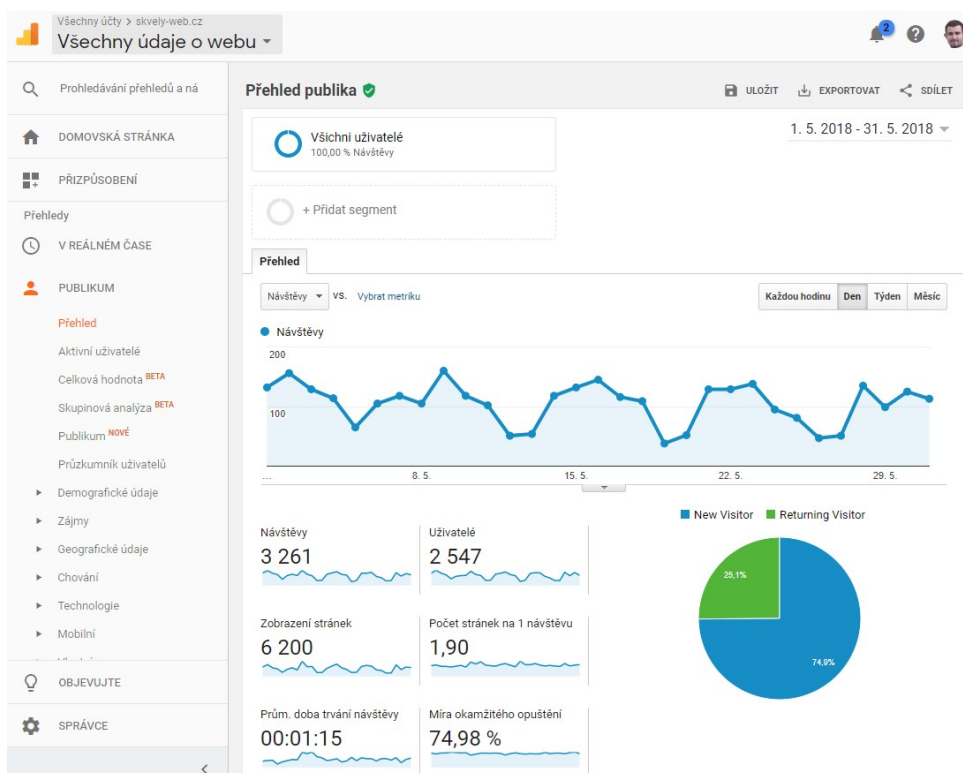 Všechny účty > skvely-web.cz
Všechny údaje o webu
2
Prohledávání přehledů a ná
DOMOVSKÁ STRÁNKA
PŘIZPŮSOBENÍ
Přehledy
V REÁLNÉM ČASE
PUBLIKUM
Přehled
Aktivní uživatelé
Celková hodnota BETA
Skupinová analýza BETA
Publikum NOVÉ
Průzkumník uživatelů
Demografické údaje
Zájmy
Geografické údaje
Chování
Technologie
Mobilní
OBJEVUJTE
SPRÁVCE
Přehled publika
ULOŽIT EXPORTOVAT SDÍLET
Všichni uživatelé
100,00 % Návštěvy
1. 5. 2018 - 31. 5. 2018
+ Přidat segment
Přehled
Návštěvy VS. Vybrat metriku
Každou hodinu Den Týden Měsíc
Návštěvy
200
100
... 8. 5. 15. 5. 22. 5. 29. 5.
New Visitor Returning Visitor
Návštěvy
3 261
Uživatelé
2 547
Zobrazení stránek
6 200
Počet stránek na 1 návštěvu
1,90
Prům. doba trvání návštěvy
00:01:15
Míra okamžitého opuštění
74,98 %
25,1%
74,9%